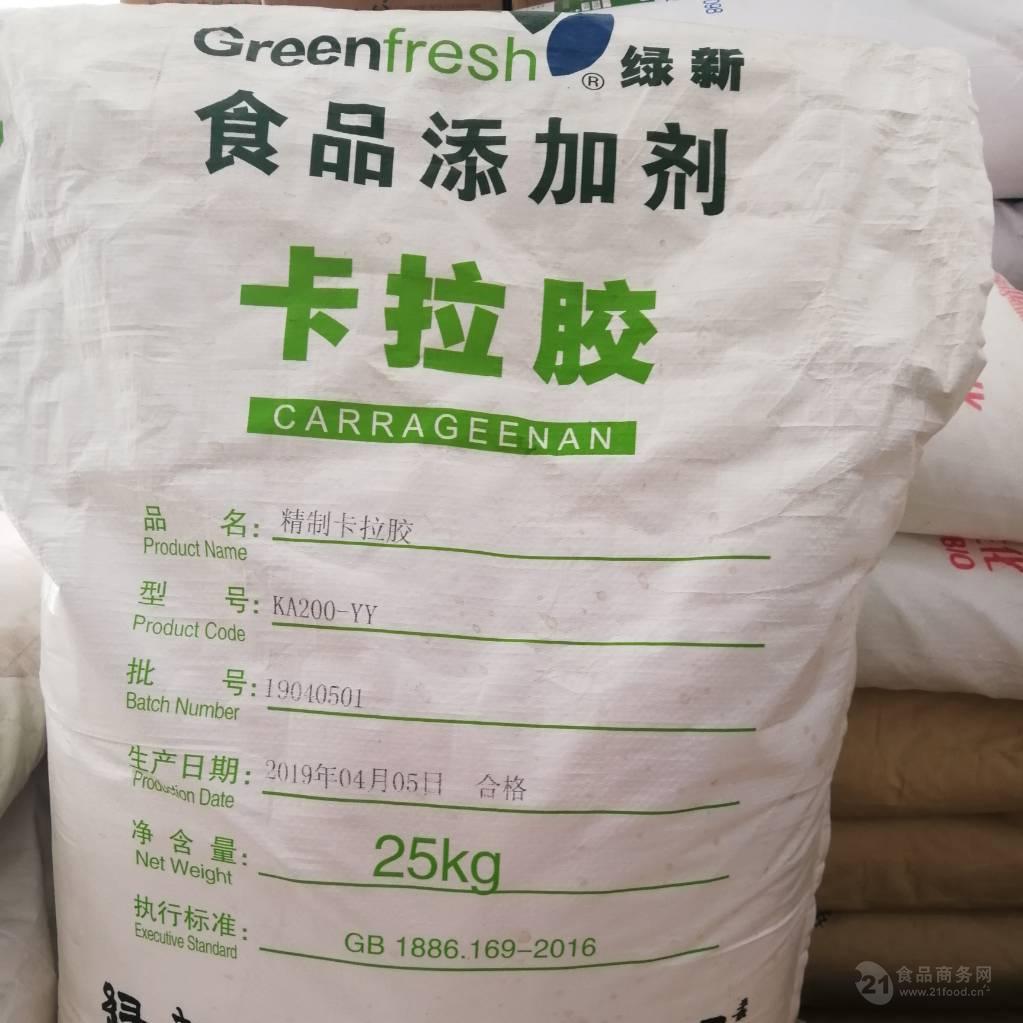 Greenfresh® 绿新
食品添加剂
卡拉胶
CARRAGEENAN
品 名: 精制卡拉胶
Product Name
型 号: KA200-YY
Product Code
批 号: 19040501
Batch Number
生产日期: 2019年04月05日 合格
Production Date
净含量: 25kg
Net Weight
执行标准: GB 1886.169-2016
Executive Standard
21食品商务网
www.21food.cn